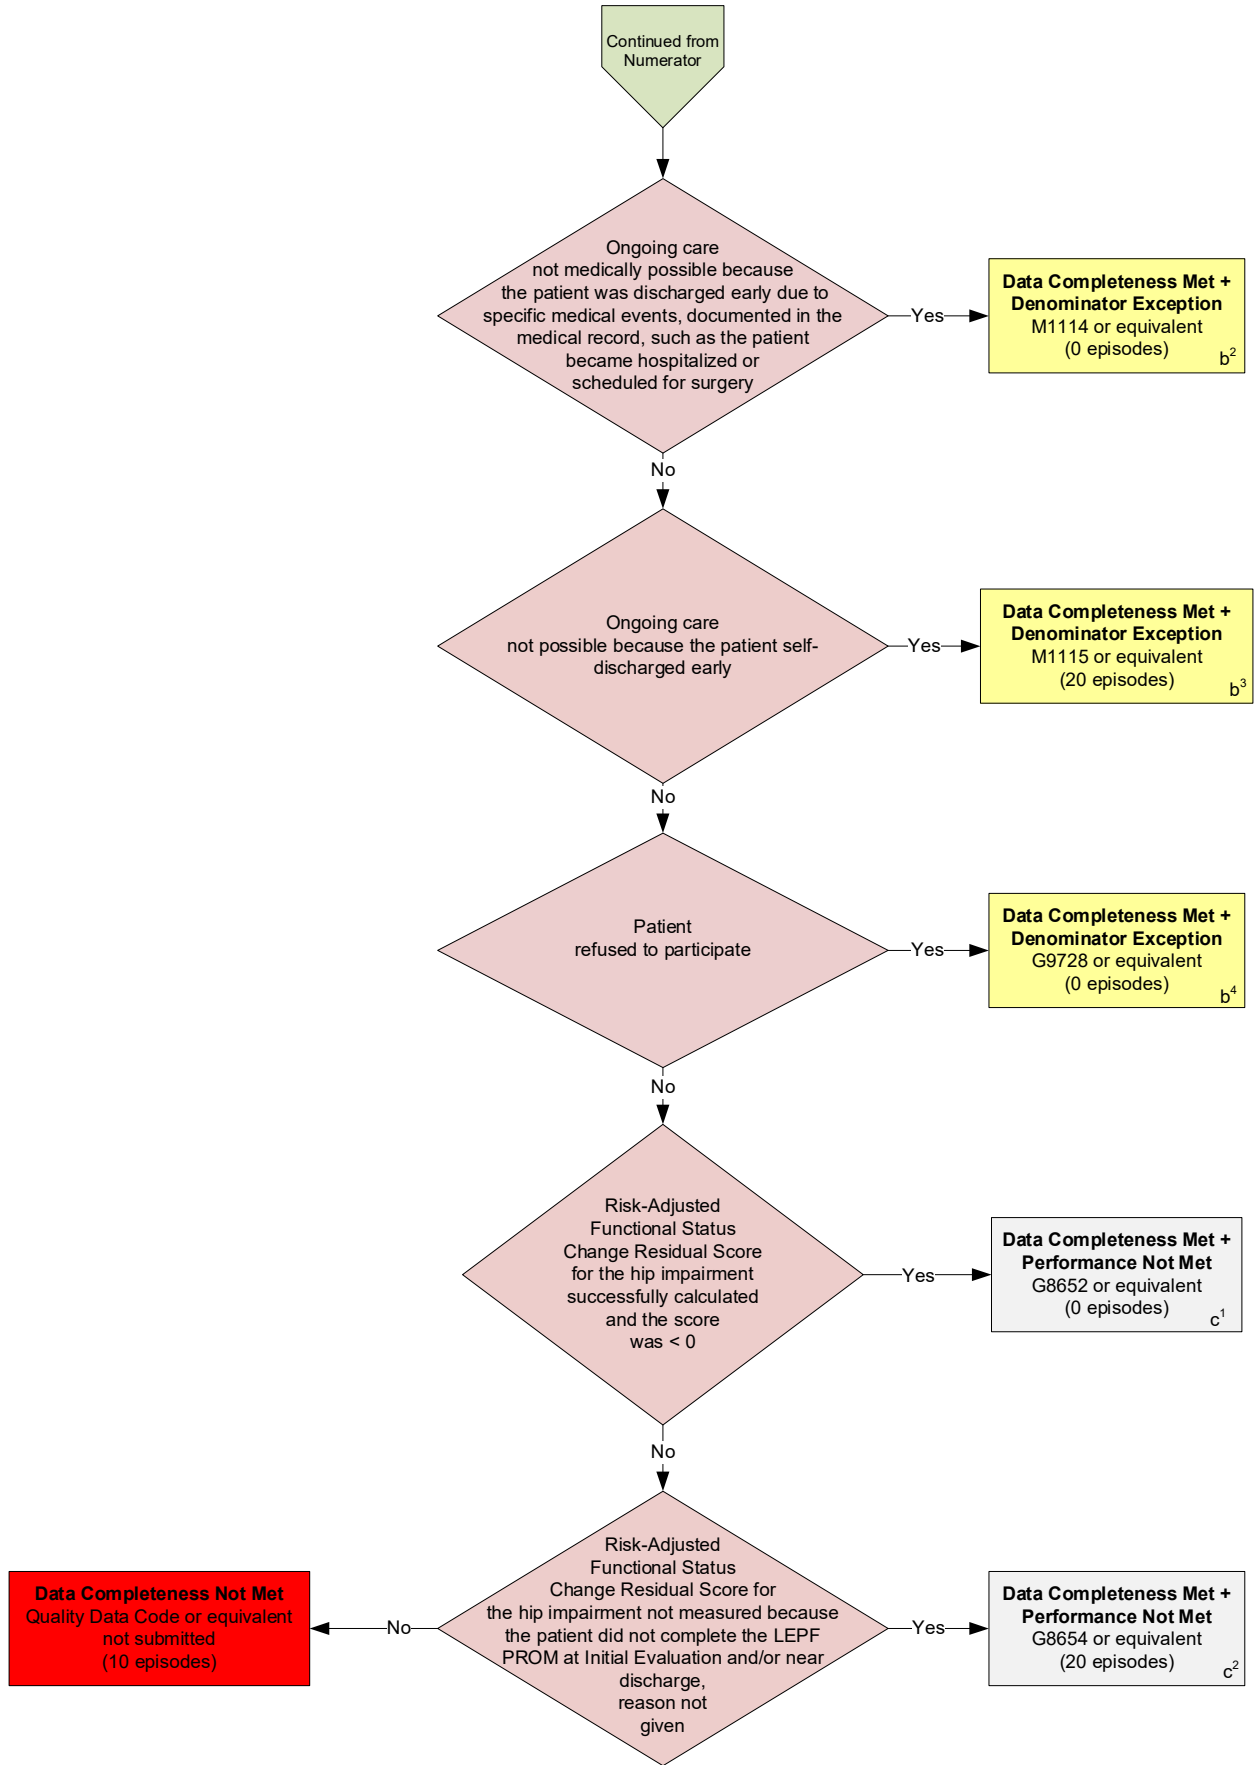 Continued from
Numerator
Ongoing care
not medically possible because
the patient was discharged early due to
specific medical events, documented in the
medical record, such as the patient
became hospitalized or
scheduled for surgery
Yes
Data Completeness Met +
Denominator Exception
M1114 or equivalent
(0 episodes)
b²
No
Ongoing care
not possible because the patient self-
discharged early
Yes
Data Completeness Met +
Denominator Exception
M1115 or equivalent
(20 episodes)
b³
No
Patient
refused to participate
Yes
Data Completeness Met +
Denominator Exception
G9728 or equivalent
(0 episodes)
b⁴
No
Risk-Adjusted
Functional Status
Change Residual Score
for the hip impairment
successfully calculated
and the score
was < 0
Yes
Data Completeness Met +
Performance Not Met
G8652 or equivalent
(0 episodes)
c¹
No
Risk-Adjusted
Functional Status
Change Residual Score for
the hip impairment not measured because
the patient did not complete the LEPF
PROM at Initial Evaluation and/or near
discharge,
reason not
given
Yes
Data Completeness Met +
Performance Not Met
G8654 or equivalent
(20 episodes)
c²
No
Data Completeness Not Met
Quality Data Code or equivalent
not submitted
(10 episodes)